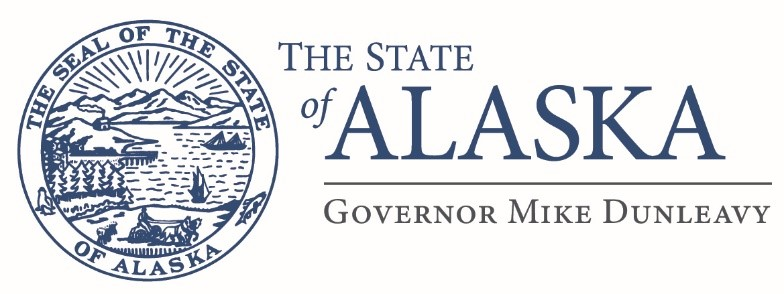 THE SEAL OF THE STATE
OF ALASKA
THE STATE
of ALASKA
GOVERNOR MIKE DUNLEAVY